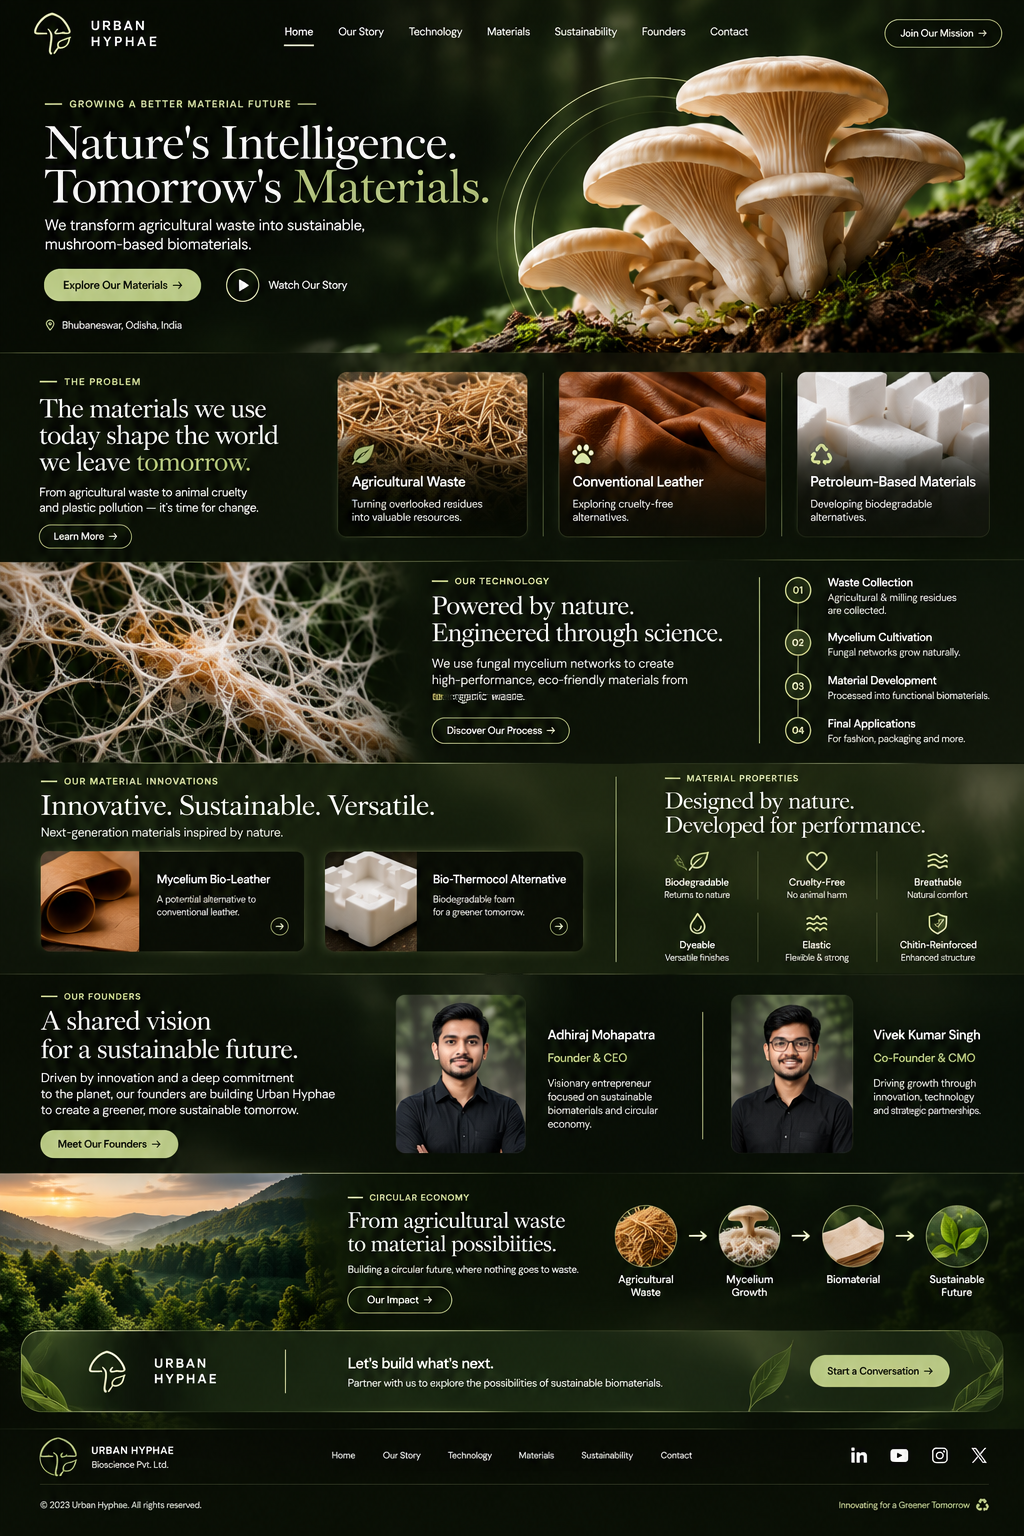 URBAN
HYPHAE
Home
Our Story
Technology
Materials
Sustainability
Founders
Contact
Join Our Mission →
GROWING A BETTER MATERIAL FUTURE
Nature's Intelligence.
Tomorrow's Materials.
We transform agricultural waste into sustainable,
mushroom-based biomaterials.
Explore Our Materials →
Watch Our Story
Bhubaneswar, Odisha, India
THE PROBLEM
The materials we use
today shape the world
we leave tomorrow.
From agricultural waste to animal cruelty
and plastic pollution — it's time for change.
Learn More →
Agricultural Waste
Turning overlooked residues
into valuable resources.
Conventional Leather
Exploring cruelty-free
alternatives.
Petroleum-Based Materials
Developing biodegradable
alternatives.
OUR TECHNOLOGY
Powered by nature.
Engineered through science.
We use fungal mycelium networks to create
high-performance, eco-friendly materials from
waste.
Discover Our Process →
01
Waste Collection
Agricultural & milling residues
are collected.
02
Mycelium Cultivation
Fungal networks grow naturally.
03
Material Development
Processed into functional biomaterials.
04
Final Applications
For fashion, packaging and more.
OUR MATERIAL INNOVATIONS
Innovative. Sustainable. Versatile.
Next-generation materials inspired by nature.
Mycelium Bio-Leather
A potential alternative to
conventional leather.
Bio-Thermocol Alternative
Biodegradable foam
for a greener tomorrow.
MATERIAL PROPERTIES
Designed by nature.
Developed for performance.
Biodegradable
Returns to nature
Cruelty-Free
No animal harm
Breathable
Natural comfort
Dyeable
Versatile finishes
Elastic
Flexible & strong
Chitin-Reinforced
Enhanced structure
OUR FOUNDERS
A shared vision
for a sustainable future.
Driven by innovation and a deep commitment
to the planet, our founders are building Urban Hyphae
to create a greener, more sustainable tomorrow.
Meet Our Founders →
Adhiraj Mohapatra
Founder & CEO
Visionary entrepreneur
focused on sustainable
biomaterials and circular
economy.
Vivek Kumar Singh
Co-Founder & CMO
Driving growth through
innovation, technology
and strategic partnerships.
CIRCULAR ECONOMY
From agricultural waste
to material possibiities.
Building a circular future, where nothing goes to waste.
Our Impact →
Agricultural
Waste
Mycelium
Growth
Biomaterial
Sustainable
Future
URBAN
HYPHAE
Let's build what's next.
Partner with us to explore the possibilities of sustainable biomaterials.
Start a Conversation →
URBAN HYPHAE
Bioscience Pvt. Ltd.
Home
Our Story
Technology
Materials
Sustainability
Contact
© 2023 Urban Hyphae. All rights reserved.
Innovating for a Greener Tomorrow